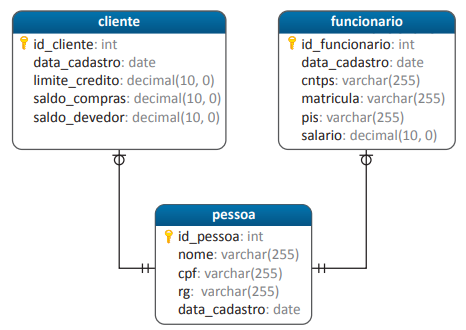 cliente
id_cliente: int
data_cadastro: date
limite_credito: decimal(10, 0)
saldo_compras: decimal(10, 0)
saldo_devedor: decimal(10, 0)
funcionario
id_funcionario: int
data_cadastro: date
cntps: varchar(255)
matricula: varchar(255)
pis: varchar(255)
salario: decimal(10, 0)
pessoa
id_pessoa: int
nome: varchar(255)
cpf: varchar(255)
rg: varchar(255)
data_cadastro: date